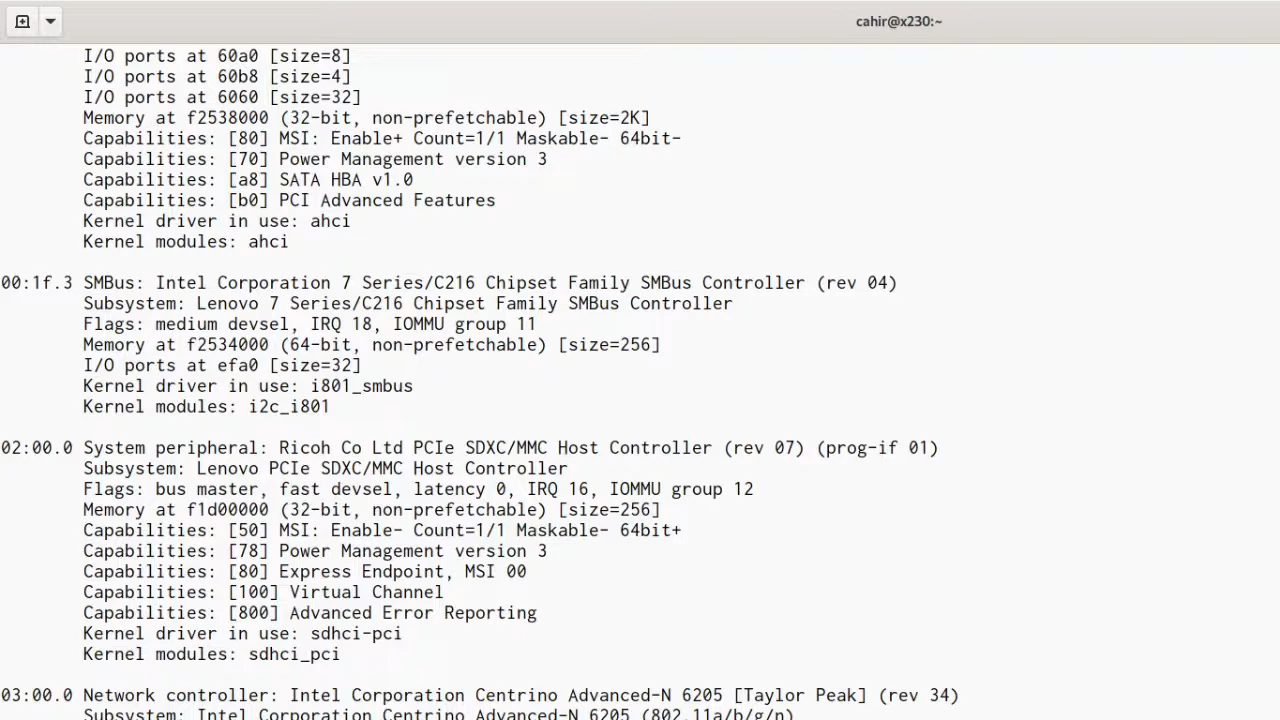 cahir@x230:~
I/O ports at 60a0 [size=8]
I/O ports at 60b8 [size=4]
I/O ports at 6060 [size=32]
Memory at f2538000 (32-bit, non-prefetchable) [size=2K]
Capabilities: [80] MSI: Enable+ Count=1/1 Maskable- 64bit-
Capabilities: [70] Power Management version 3
Capabilities: [a8] SATA HBA v1.0
Capabilities: [b0] PCI Advanced Features
Kernel driver in use: ahci
Kernel modules: ahci
00:1f.3 SMBus: Intel Corporation 7 Series/C216 Chipset Family SMBus Controller (rev 04)
Subsystem: Lenovo 7 Series/C216 Chipset Family SMBus Controller
Flags: medium devsel, IRQ 18, IOMMU group 11
Memory at f2534000 (64-bit, non-prefetchable) [size=256]
I/O ports at efa0 [size=32]
Kernel driver in use: i801_smbus
Kernel modules: i2c_i801
02:00.0 System peripheral: Ricoh Co Ltd PCIe SDXC/MMC Host Controller (rev 07) (prog-if 01)
Subsystem: Lenovo PCIe SDXC/MMC Host Controller
Flags: bus master, fast devsel, latency 0, IRQ 16, IOMMU group 12
Memory at f1d00000 (32-bit, non-prefetchable) [size=256]
Capabilities: [50] MSI: Enable- Count=1/1 Maskable- 64bit+
Capabilities: [78] Power Management version 3
Capabilities: [80] Express Endpoint, MSI 00
Capabilities: [100] Virtual Channel
Capabilities: [800] Advanced Error Reporting
Kernel driver in use: sdhci-pci
Kernel modules: sdhci_pci
03:00.0 Network controller: Intel Corporation Centrino Advanced-N 6205 [Taylor Peak] (rev 34)
Subsystem: Intel Corporation Centrino Advanced-N 6205 (802.11a/b/g/n)